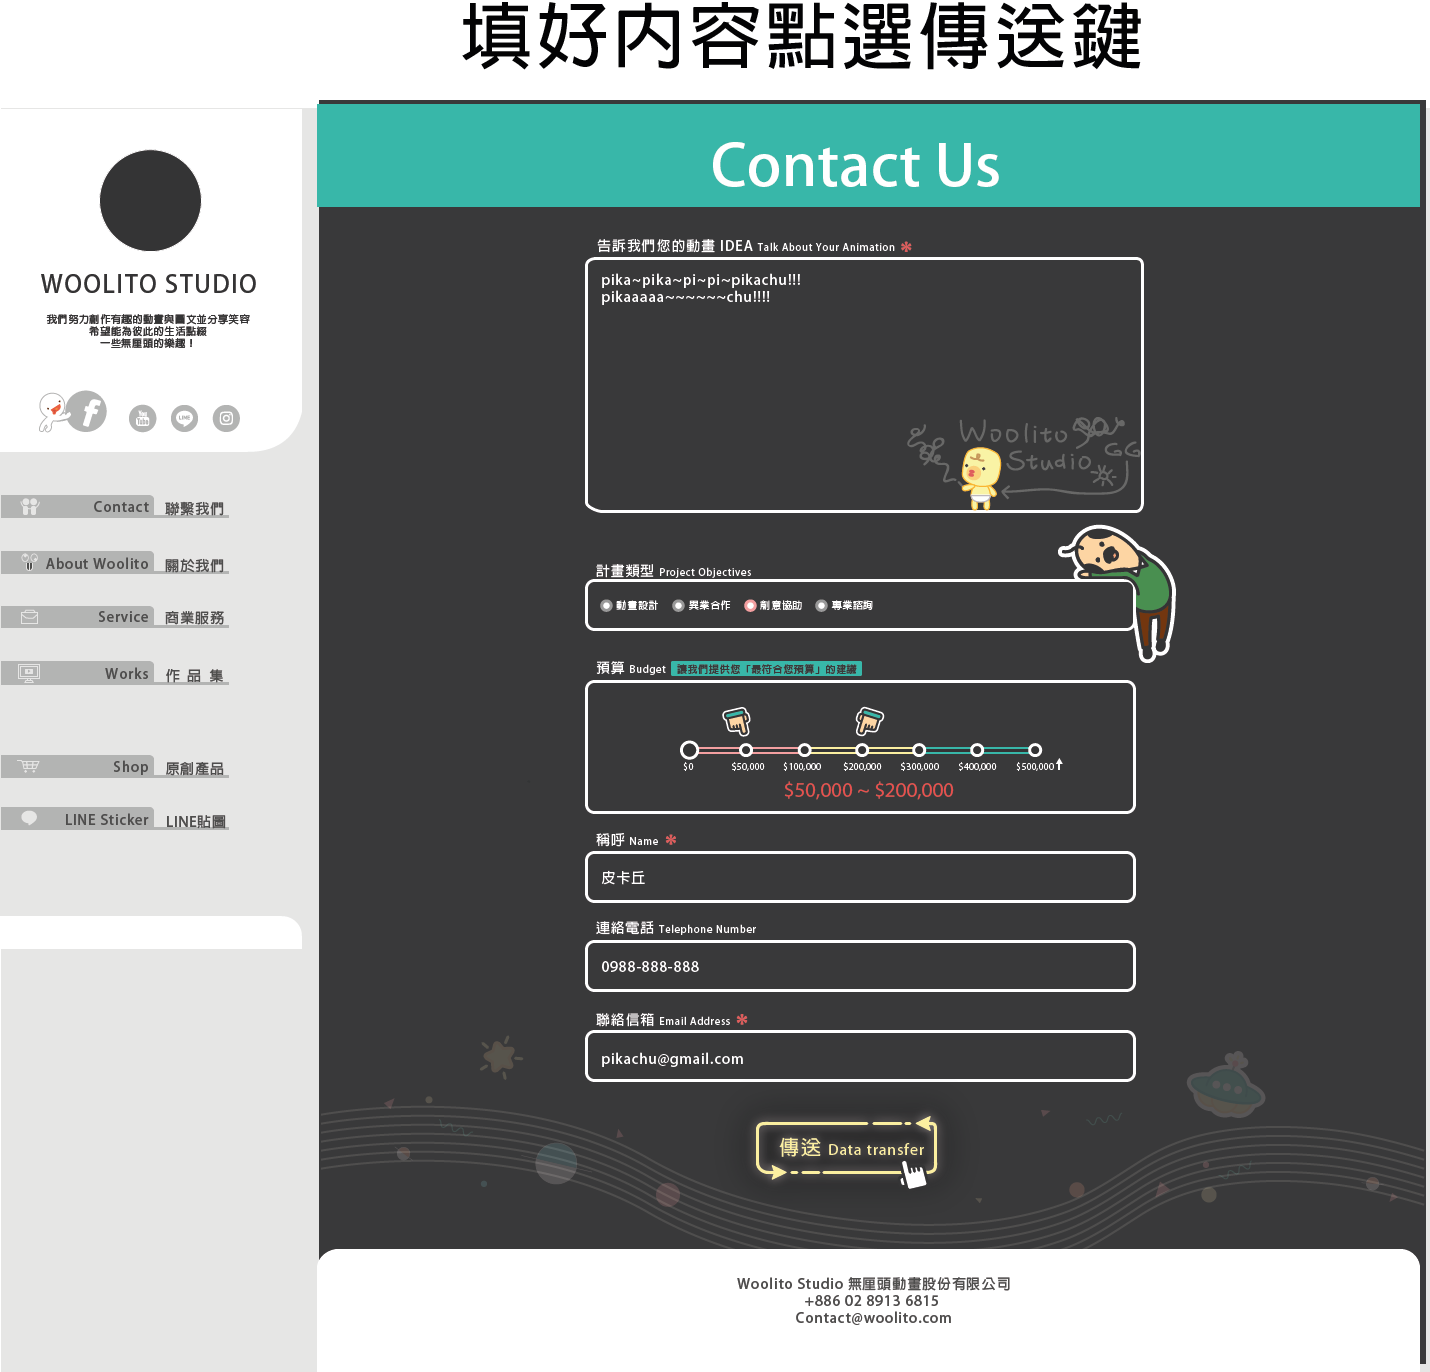 填好內容點選傳送鍵
Contact Us
WOOLITO STUDIO
我們努力創作有趣的動畫與圖文並分享笑容
希望能為彼此的生活點綴
一些無厘頭的樂趣！
f
You Tube
LINE
Contact 聯繫我們
About Woolito 關於我們
Service 商業服務
Works 作品集
Shop 原創產品
LINE Sticker LINE貼圖
告訴我們您的動畫 IDEA Talk About Your Animation *
pika~pika~pi~pi~pikachu!!!
pikaaaaa~~~~~~chu!!!!
Woolito
Studio GG
計畫類型 Project Objectives
動畫設計 異業合作 創意協助 專業諮詢
預算 Budget 讓我們提供您「最符合您預算」的建議
$0 $50,000 $100,000 $200,000 $300,000 $400,000 $500,000
$50,000 ~ $200,000
稱呼 Name *
皮卡丘
連絡電話 Telephone Number
0988-888-888
聯絡信箱 Email Address *
pikachu@gmail.com
傳送 Data transfer
Woolito Studio 無厘頭動畫股份有限公司
+886 02 8913 6815
Contact@woolito.com